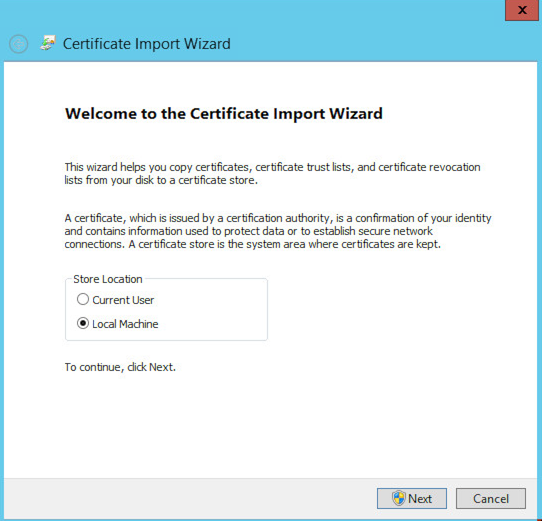 x
Certificate Import Wizard
Welcome to the Certificate Import Wizard
This wizard helps you copy certificates, certificate trust lists, and certificate revocation
lists from your disk to a certificate store.
A certificate, which is issued by a certification authority, is a confirmation of your identity
and contains information used to protect data or to establish secure network
connections. A certificate store is the system area where certificates are kept.
Store Location
Current User
Local Machine
To continue, click Next.
Next Cancel